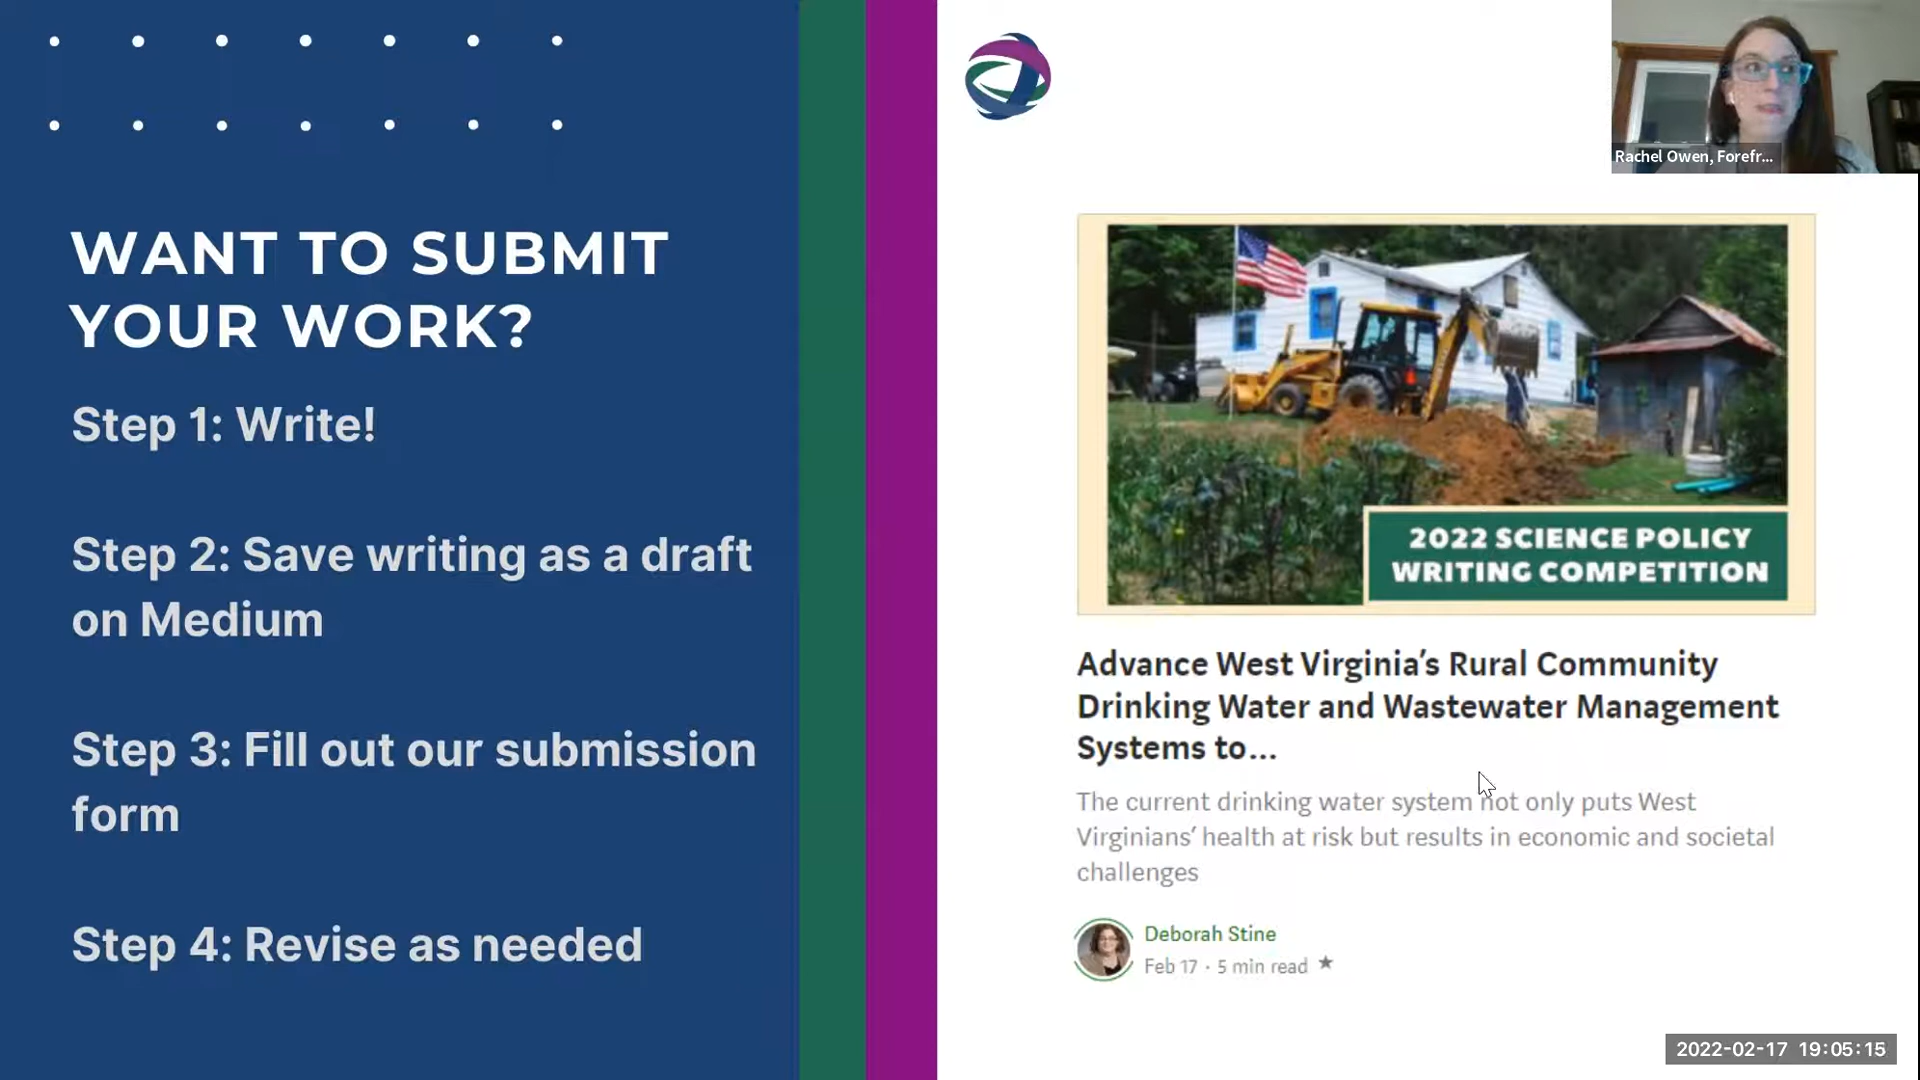 WANT TO SUBMIT
YOUR WORK?
Step 1: Write!
Step 2: Save writing as a draft
on Medium
Step 3: Fill out our submission
form
Step 4: Revise as needed
Rachel Owen, Forefr...
2022 SCIENCE POLICY
WRITING COMPETITION
Advance West Virginia’s Rural Community
Drinking Water and Wastewater Management
Systems to...
The current drinking water system not only puts West
Virginians’ health at risk but results in economic and societal
challenges
Deborah Stine
Feb 17 · 5 min read ★
2022-02-17 19:05:15